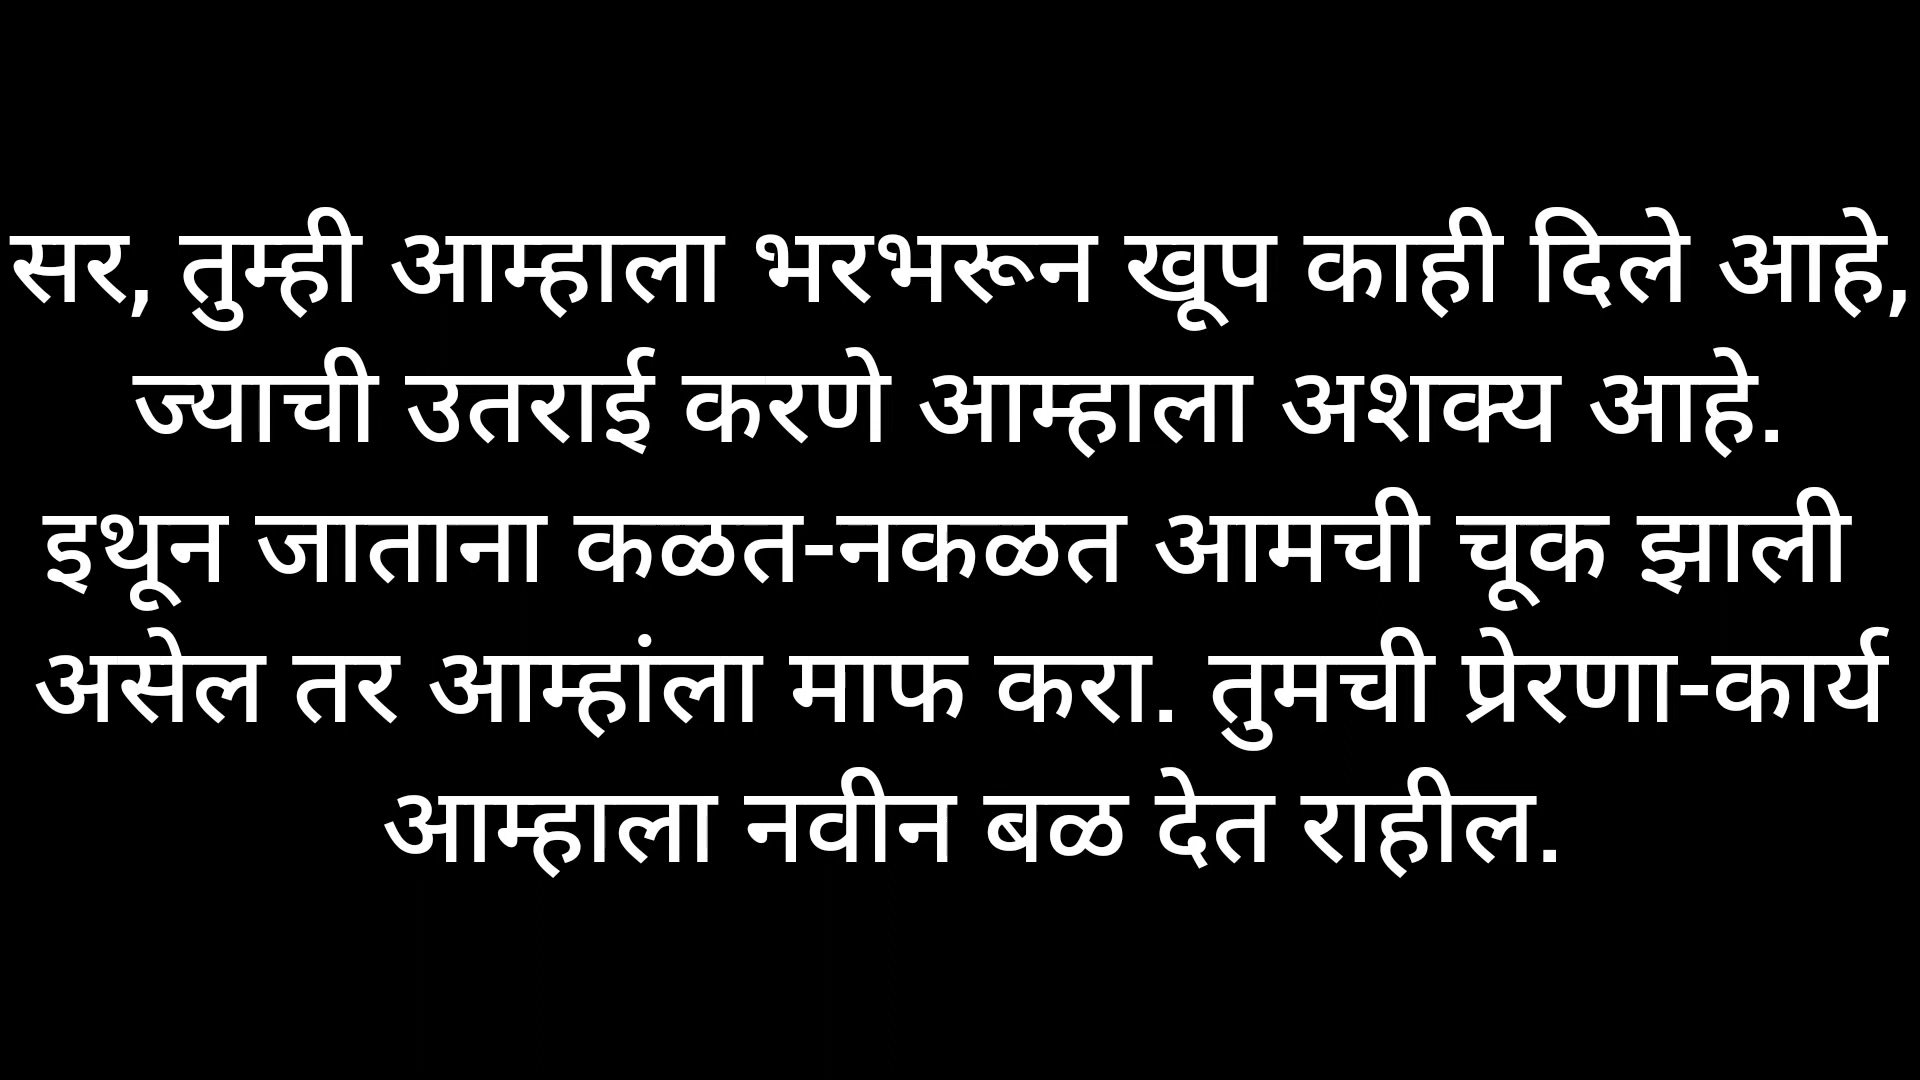 सर, तुम्ही आम्हाला भरभरून खूप काही दिले आहे,
ज्याची उतराई करणे आम्हाला अशक्य आहे.
इथून जाताना कळत-नकळत आमची चूक झाली
असेल तर आम्हांला माफ करा. तुमची प्रेरणा-कार्य
आम्हाला नवीन बळ देत राहील.